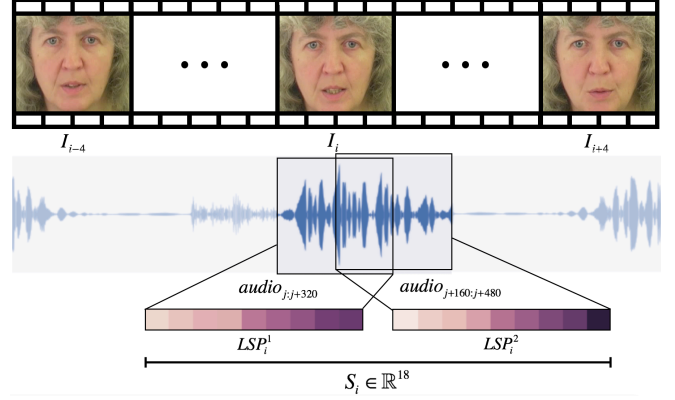 I_{i-4} I_i I_{i+4}
audio_{j:j+320} audio_{j+160:j+480}
LSP_i^1 LSP_i^2
S_i ∈ ℝ^{18}